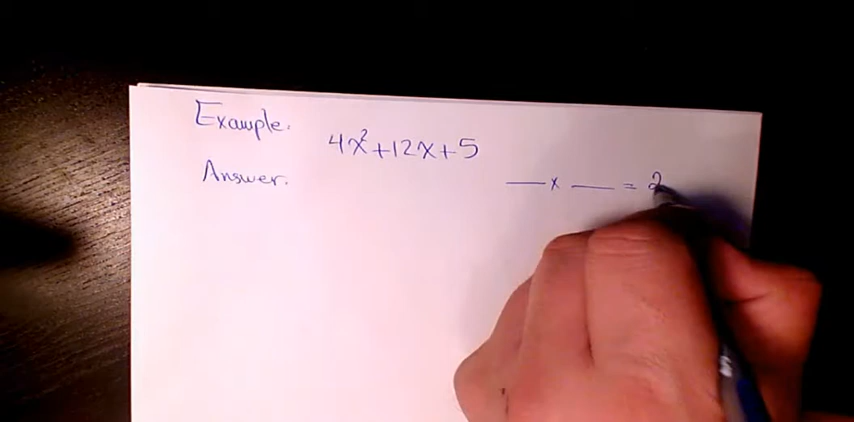 Example:
4x²+12x+5
Answer.
__ x __ = 2